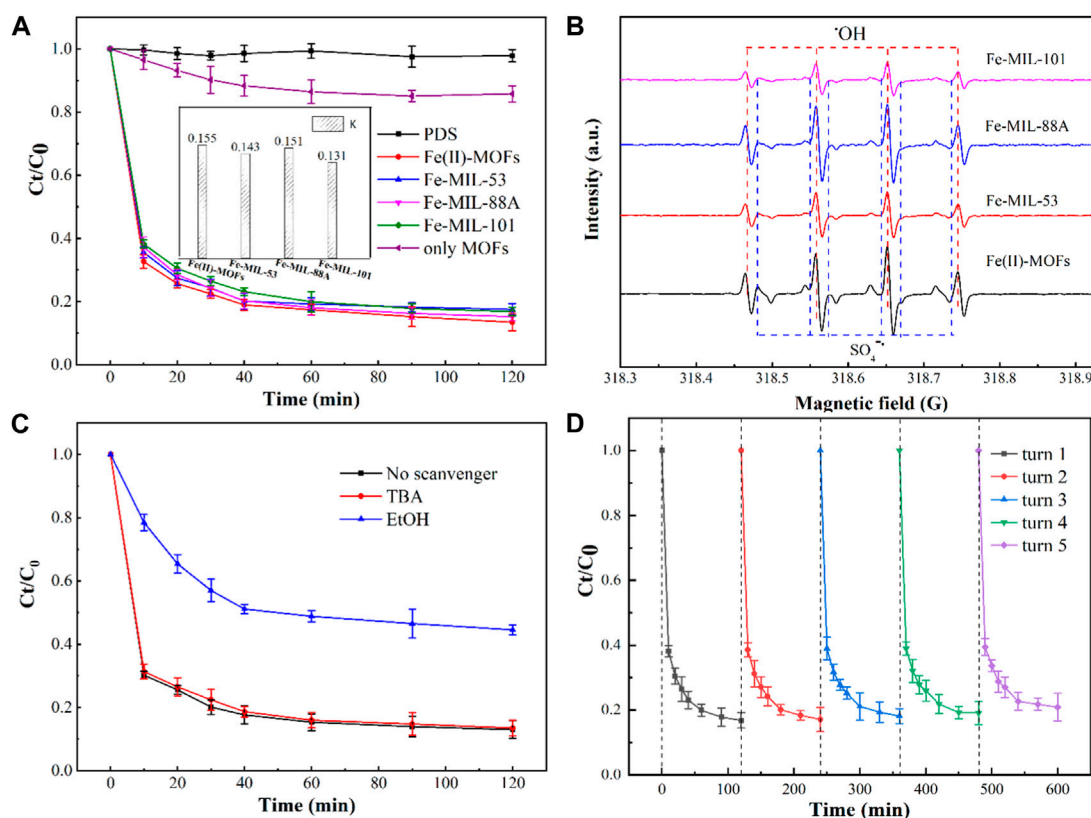 A
Ct/C0
1.0
0.8
0.6
0.4
0.2
0.0
0.155
0.143
0.151
0.131
K
Fe(II)-MOFs
Fe-MIL-53
Fe-MIL-88A
Fe-MIL-101
PDS
Fe(II)-MOFs
Fe-MIL-53
Fe-MIL-88A
Fe-MIL-101
only MOFs
0 20 40 60 80 100 120
Time (min)
B
Intensity (a.u.)
·OH
Fe-MIL-101
Fe-MIL-88A
Fe-MIL-53
Fe(II)-MOFs
SO₄⁻·
318.3 318.4 318.5 318.6 318.7 318.8 318.9
Magnetic field (G)
C
Ct/C₀
1.0
0.8
0.6
0.4
0.2
0.0
No scanvenger
TBA
EtOH
0 20 40 60 80 100 120
Time (min)
D
Ct/C0
1.0
0.8
0.6
0.4
0.2
0.0
turn 1
turn 2
turn 3
turn 4
turn 5
0 100 200 300 400 500 600
Time (min)